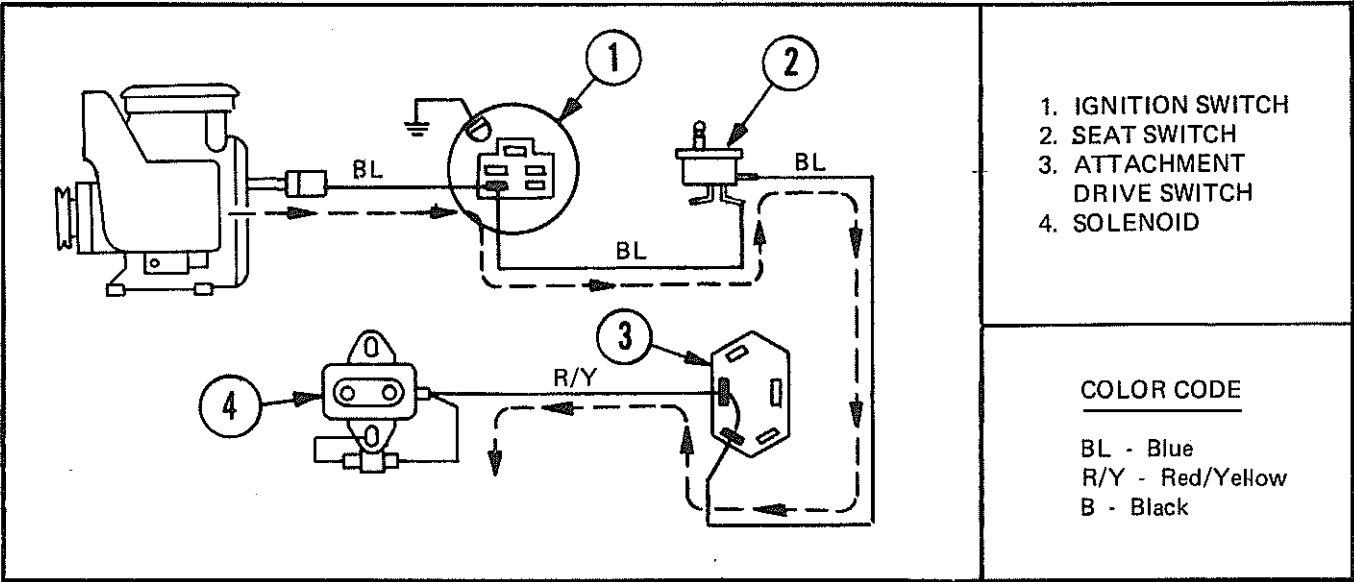 1
2
BL
BL
BL
3
R/Y
4
1. IGNITION SWITCH
2. SEAT SWITCH
3. ATTACHMENT
DRIVE SWITCH
4. SOLENOID
COLOR CODE
BL - Blue
R/Y - Red/Yellow
B - Black